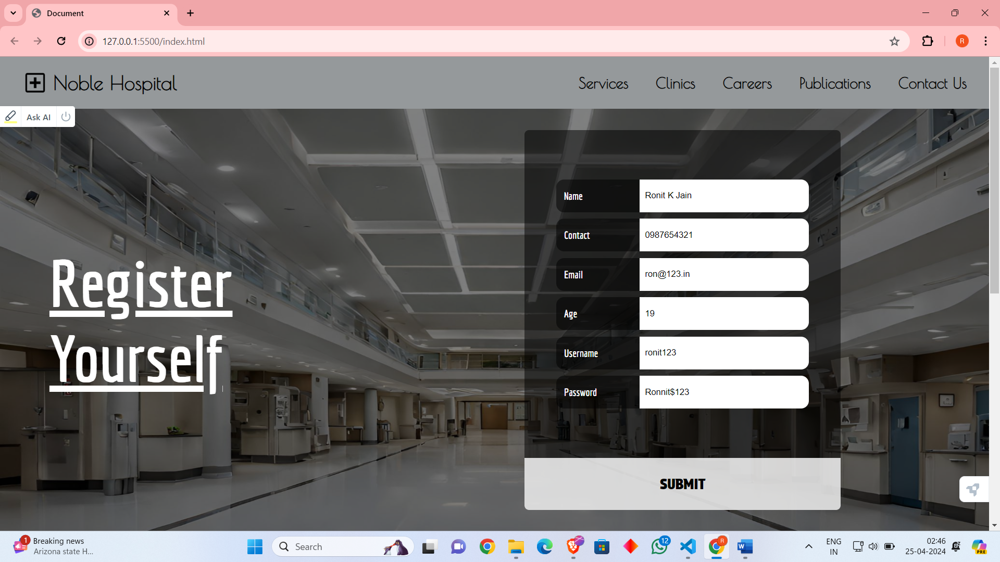 Document
127.0.0.1:5500/index.html
R
Noble Hospital
Services
Clinics
Careers
Publications
Contact Us
Ask AI
Register
Yourself
Name
Ronit K Jain
Contact
0987654321
Email
ron@123.in
Age
19
Username
ronit123
Password
Ronnit$123
SUBMIT
1
Breaking news
Arizona state H...
Search
12
R
W
ENG
IN
02:46
25-04-2024
PRE